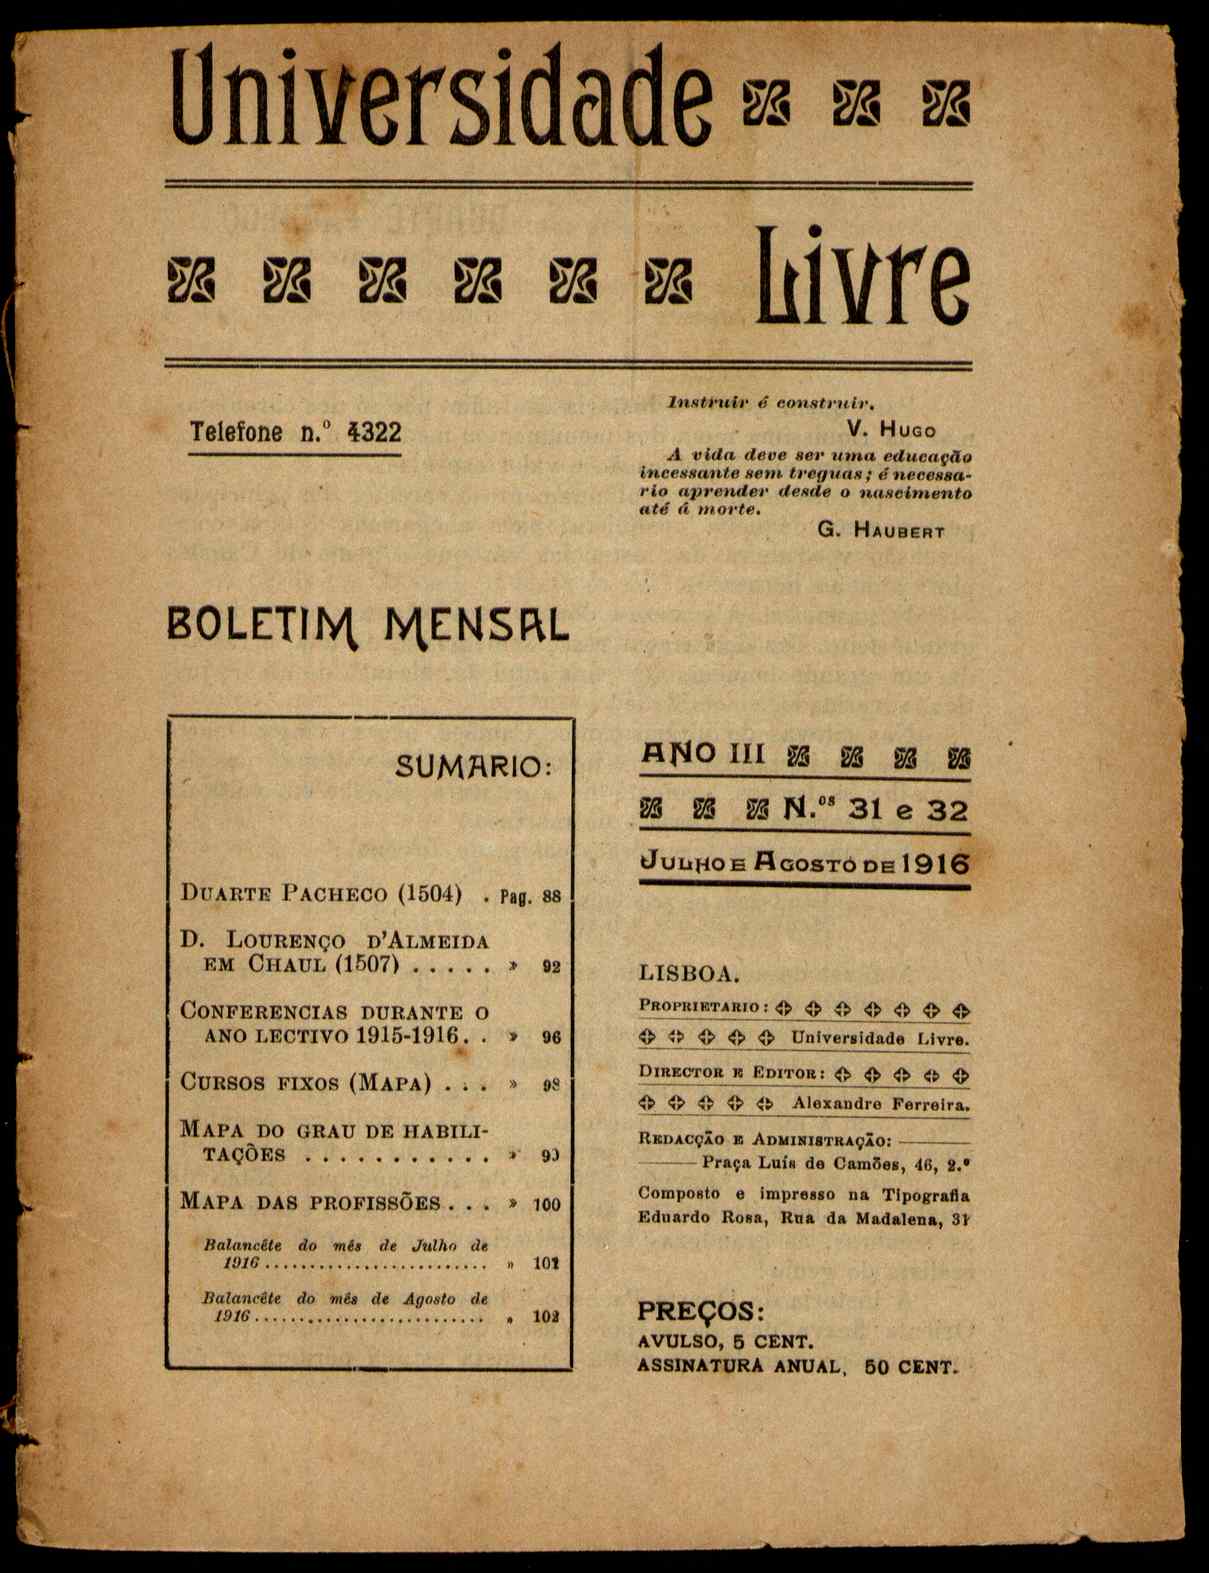 Universidade
Livre
Telefone n.º 4322
Instruir é construir.
V. Hugo
A vida deve ser uma educação
incessante sem treguas; é necessa-
rio aprender desde o nascimento
até á morte.
G. Haubert
BOLETIM MENSAL
SUMARIO:
Duarte Pacheco (1504) . Pag. 88
D. Lourenço d'Almeida
em Chaul (1507) . . . . . » 92
Conferencias durante o
ano lectivo 1915-1916. . » 96
Cursos fixos (Mapa) . . . » 98
Mapa do grau de habili-
tações . . . . . . . . . . . » 99
Mapa das profissões . . . » 100
Balancête do mês de Julho de
1916 . . . . . . . . . . . . . . . . . . . . . . . . . »
Balancête do mês de Agosto de
1916 . . . . . . . . . . . . . . . . . . . . . . . . . » 102
ANO III
N.os 31 e 32
Julho e Agosto de 1916
LISBOA.
Proprietario:
Universidade Livre.
Director e Editor:
Alexandre Ferreira.
Redacção e Administração:
Praça Luís de Camões, 46, 2.º
Composto e impresso na Tipografia
Eduardo Rosa, Rua da Madalena, 31
PREÇOS:
AVULSO, 5 CENT.
ASSINATURA ANUAL, 50 CENT.